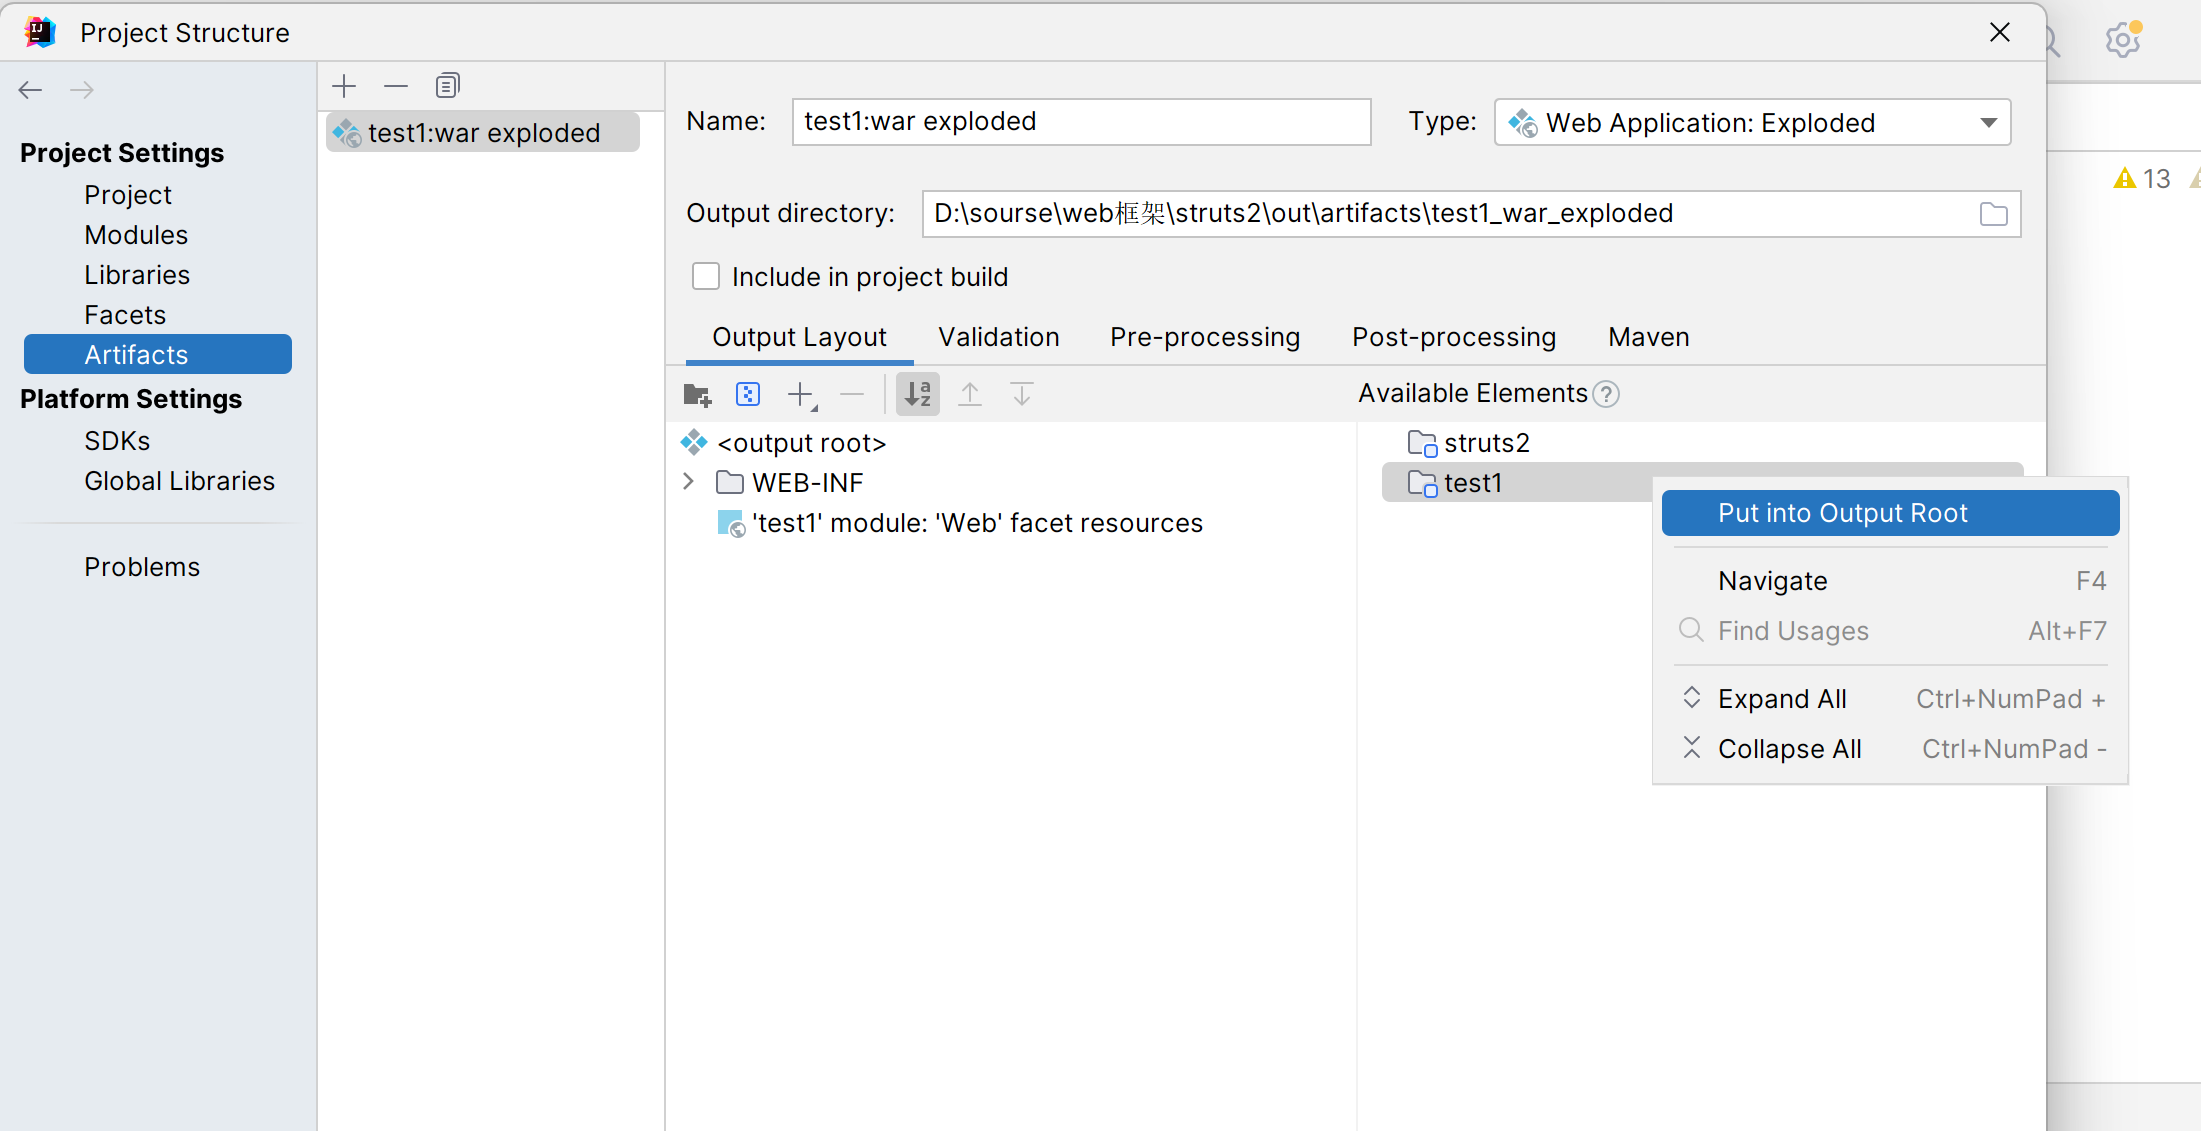 Project Structure
Project Settings
Project
Modules
Libraries
Facets
Artifacts
Platform Settings
SDKs
Global Libraries
Problems
test1:war exploded
Name: test1:war exploded Type: Web Application: Exploded
Output directory: D:\sourse\web框架\struts2\out\artifacts\test1_war_exploded
Include in project build
Output Layout Validation Pre-processing Post-processing Maven
Available Elements ?
<output root>
WEB-INF
'test1' module: 'Web' facet resources
struts2
test1
Put into Output Root
Navigate F4
Find Usages Alt+F7
Expand All Ctrl+NumPad +
Collapse All Ctrl+NumPad -
13